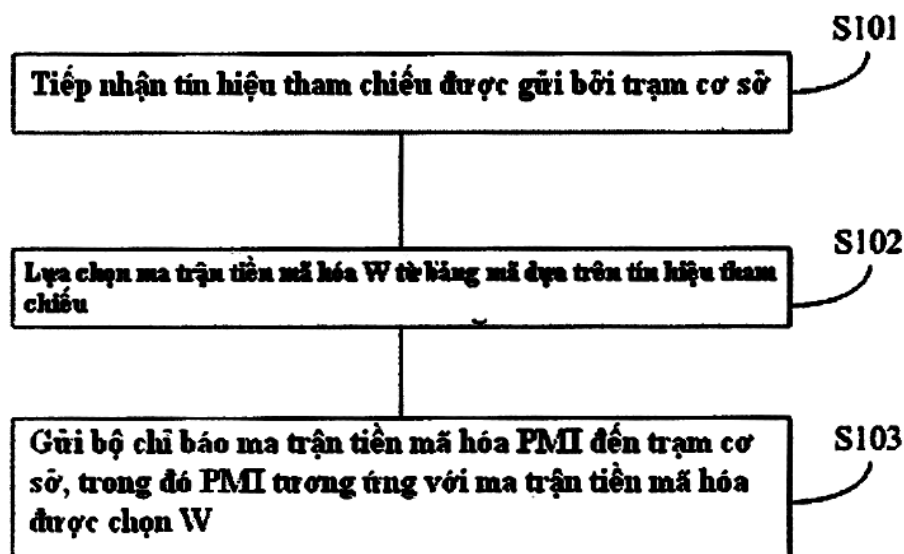 S101
Tiếp nhận tín hiệu tham chiếu được gửi bởi trạm cơ sở
S102
Lựa chọn ma trận tiền mã hóa W từ bảng mã dựa trên tín hiệu tham
chiếu
S103
Gửi bộ chỉ báo ma trận tiền mã hóa PMI đến trạm cơ
sở, trong đó PMI tương ứng với ma trận tiền mã hóa
được chọn W